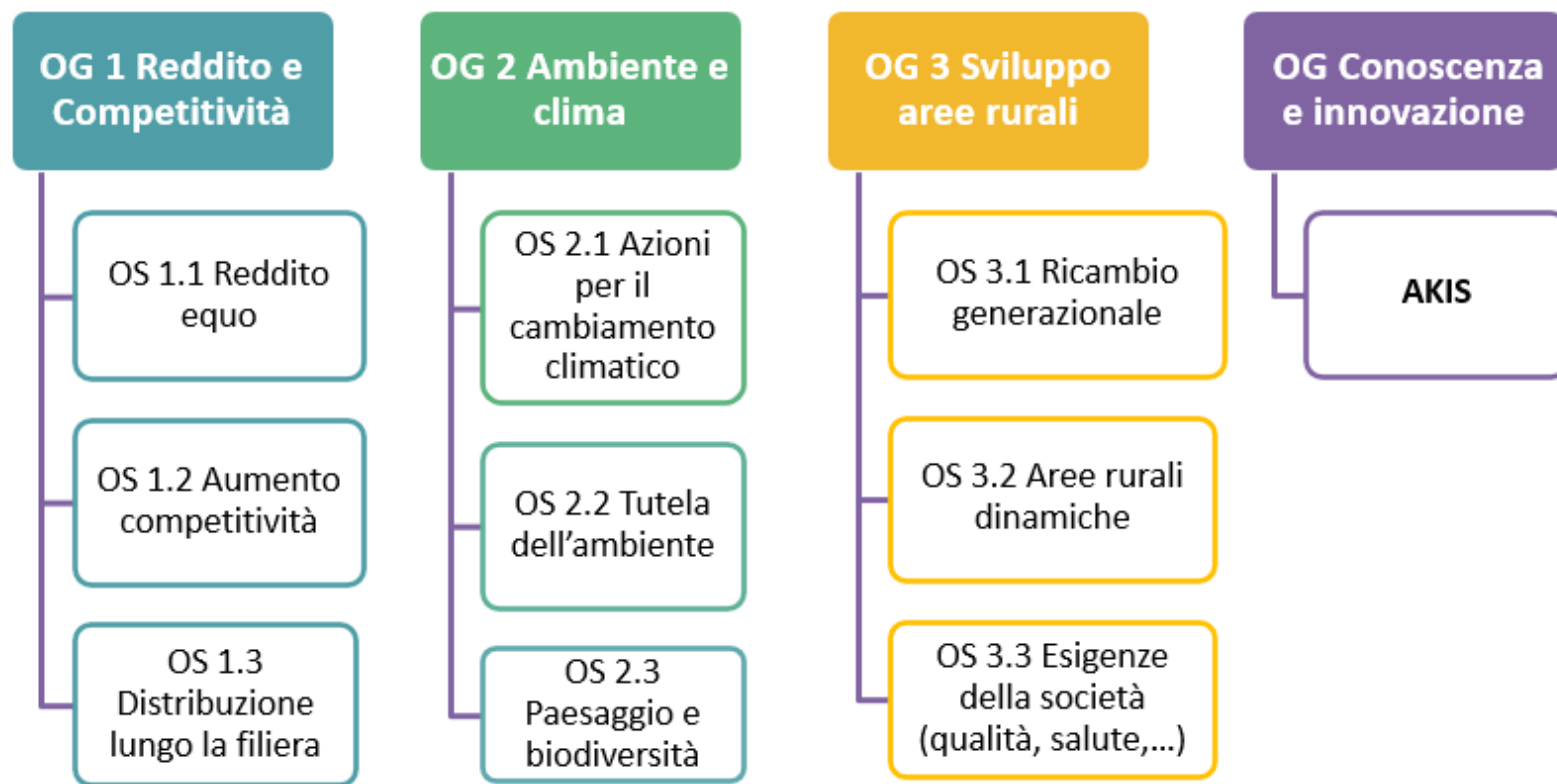 OG 1 Reddito e
Competitività
OS 1.1 Reddito
equo
OS 1.2 Aumento
competitività
OS 1.3
Distribuzione
lungo la filiera
OG 2 Ambiente e
clima
OS 2.1 Azioni
per il
cambiamento
climatico
OS 2.2 Tutela
dell’ambiente
OS 2.3
Paesaggio e
biodiversità
OG 3 Sviluppo
aree rurali
OS 3.1 Ricambio
generazionale
OS 3.2 Aree rurali
dinamiche
OS 3.3 Esigenze
della società
(qualità, salute,...)
OG Conoscenza
e innovazione
AKIS